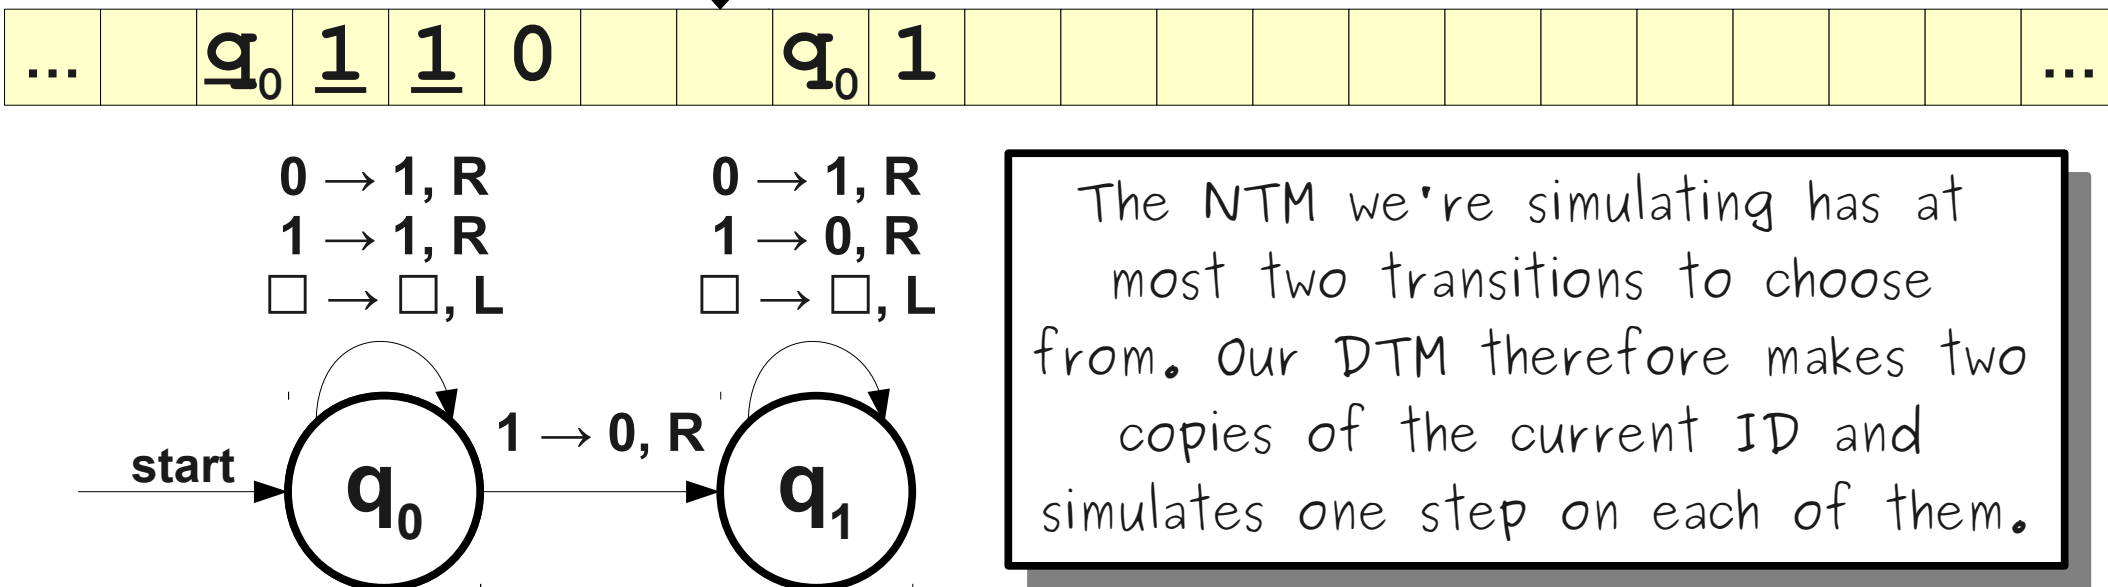 ... q₀ 1 1 0 q₀ 1 ...
0 → 1, R
1 → 1, R
□ → □, L
0 → 1, R
1 → 0, R
□ → □, L
start
q₀
1 → 0, R
q₁
The NTM we're simulating has at
most two transitions to choose
from. Our DTM therefore makes two
copies of the current ID and
simulates one step on each of them.